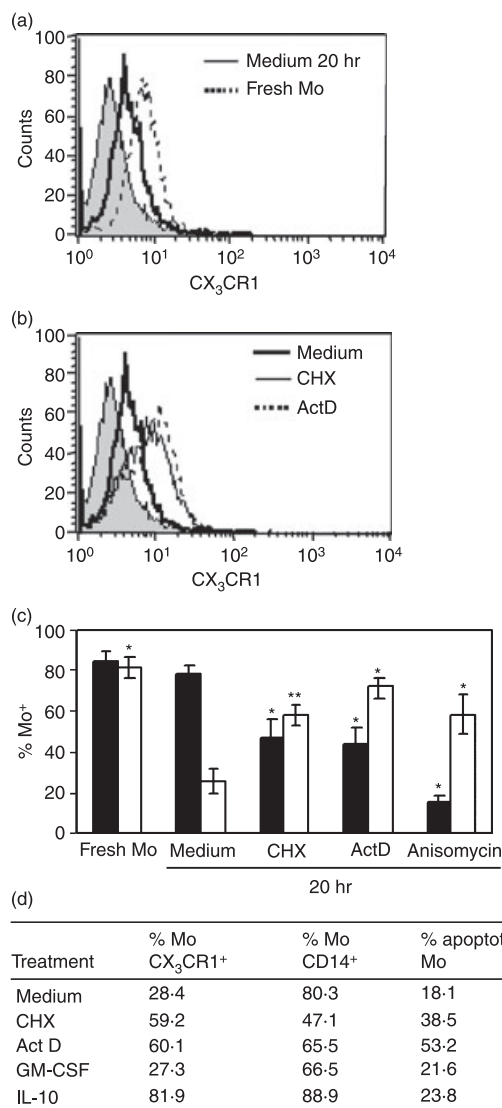 (a)
100
80
60
40
20
0
Counts
Medium 20 hr
Fresh Mo
10⁰ 10¹ 10² 10³ 10⁴
CX₃CR1
(b)
100
80
60
40
20
0
Counts
Medium
CHX
ActD
10⁰ 10¹ 10² 10³ 10⁴
CX₃CR1
(c)
100
80
60
40
20
0
% Mo⁺
* * ** * * * *
Fresh Mo Medium CHX ActD Anisomycin
20 hr
(d)
% Mo % Mo % apoptot
Treatment CX₃CR1⁺ CD14⁺ Mo
Medium 28·4 80·3 18·1
CHX 59·2 47·1 38·5
Act D 60·1 65·5 53·2
GM-CSF 27·3 66·5 21·6
IL-10 81·9 88·9 23·8